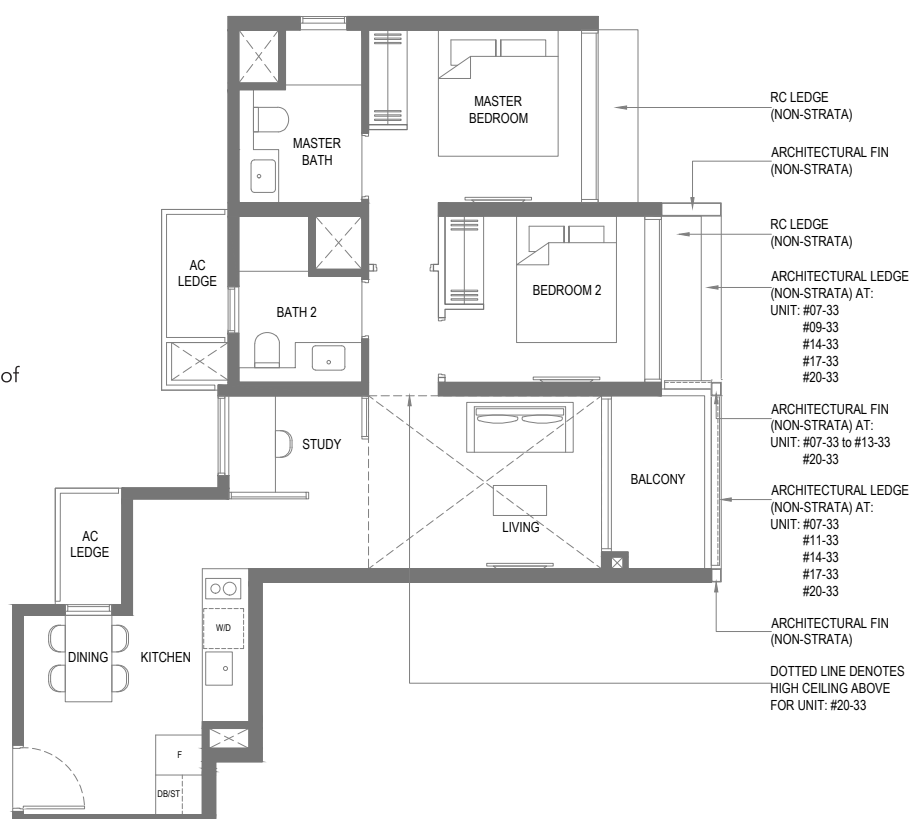 MASTER
BEDROOM
MASTER
BATH
AC
LEDGE
BATH 2
BEDROOM 2
of
STUDY
LIVING
BALCONY
AC
LEDGE
W/D
DINING
KITCHEN
F
DB/ST
RC LEDGE
(NON-STRATA)
ARCHITECTURAL FIN
(NON-STRATA)
RC LEDGE
(NON-STRATA)
ARCHITECTURAL LEDGE
(NON-STRATA) AT:
UNIT: #07-33
#09-33
#14-33
#17-33
#20-33
ARCHITECTURAL FIN
(NON-STRATA) AT:
UNIT: #07-33 to #13-33
#20-33
ARCHITECTURAL LEDGE
(NON-STRATA) AT:
UNIT: #07-33
#11-33
#14-33
#17-33
#20-33
ARCHITECTURAL FIN
(NON-STRATA)
DOTTED LINE DENOTES
HIGH CEILING ABOVE
FOR UNIT: #20-33